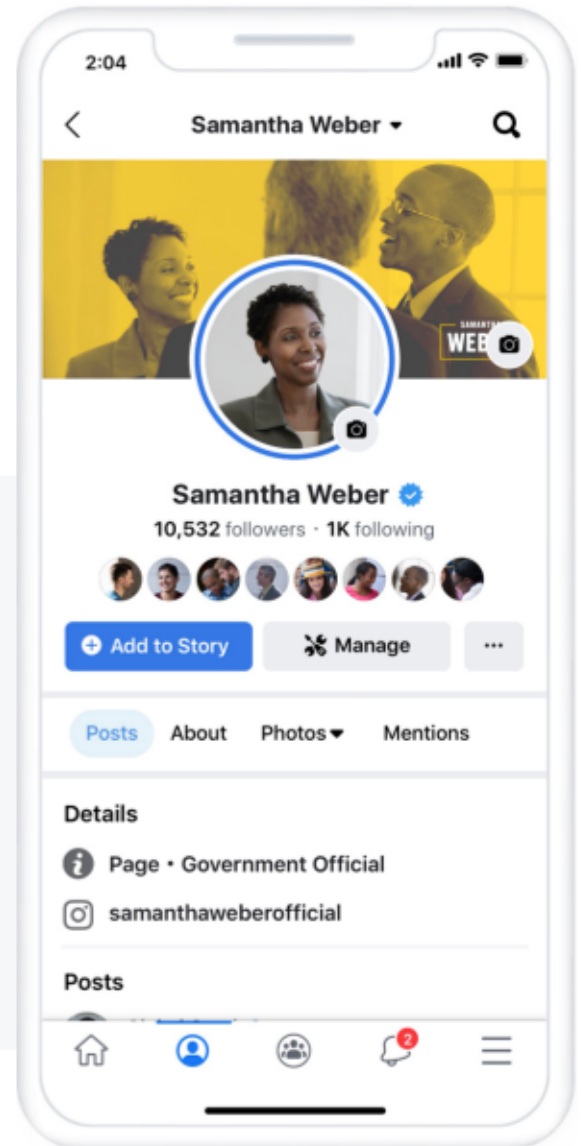 2:04
Samantha Weber
SAMANTHA
Samantha Weber
10,532 followers · 1K following
Add to Story
Manage
...
Posts About Photos Mentions
Details
Page • Government Official
samanthaweberofficial
Posts
2